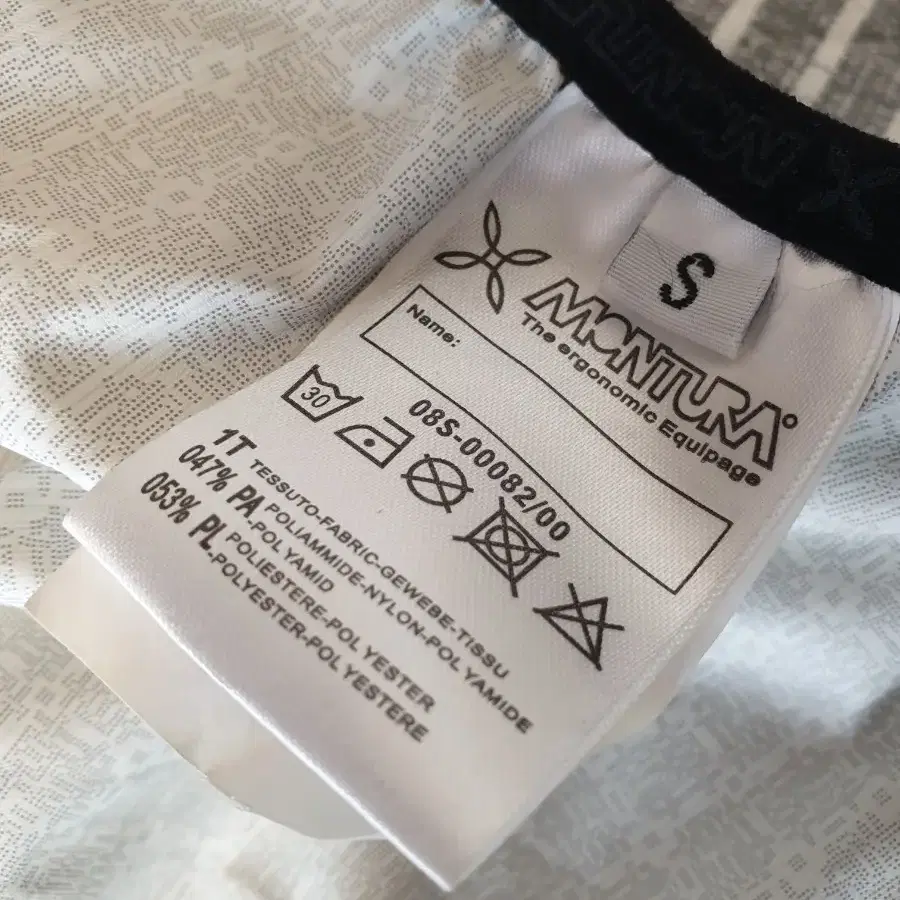 MONTURA
S
MONTURA
The ergonomic Equipage
Name:
08S-00082/00
30
1T TESSUTO-FABRIC-GEWEBE-TISSU
047% PA POLIAMMIDE-NYLON-POLYAMIDE
-POLYAMID
053% PL POLIESTERE-POLYESTER
-POLYESTER-POLYESTERE